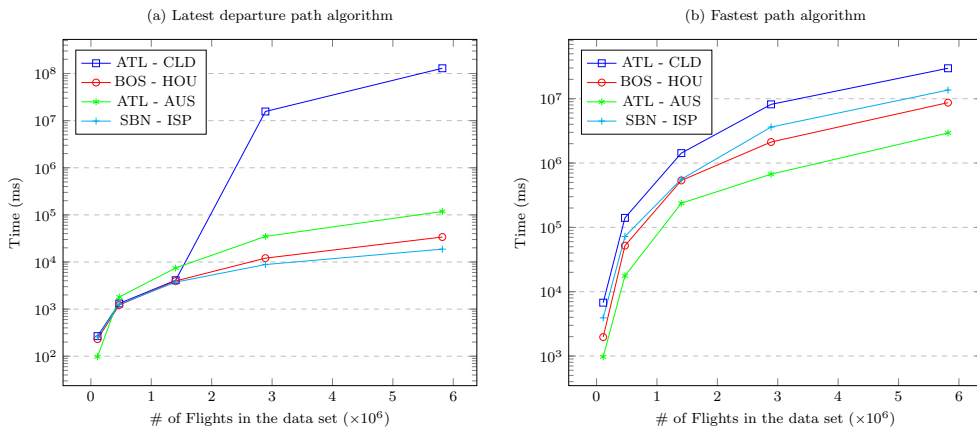 (a) Latest departure path algorithm
10^8
10^7
10^6
10^5
10^4
10^3
10^2
Time (ms)
ATL - CLD
BOS - HOU
ATL - AUS
SBN - ISP
0 1 2 3 4 5 6
# of Flights in the data set (×10^6)
(b) Fastest path algorithm
10^7
10^6
10^5
10^4
10^3
Time (ms)
ATL - CLD
BOS - HOU
ATL - AUS
SBN - ISP
0 1 2 3 4 5 6
# of Flights in the data set (×10^6)